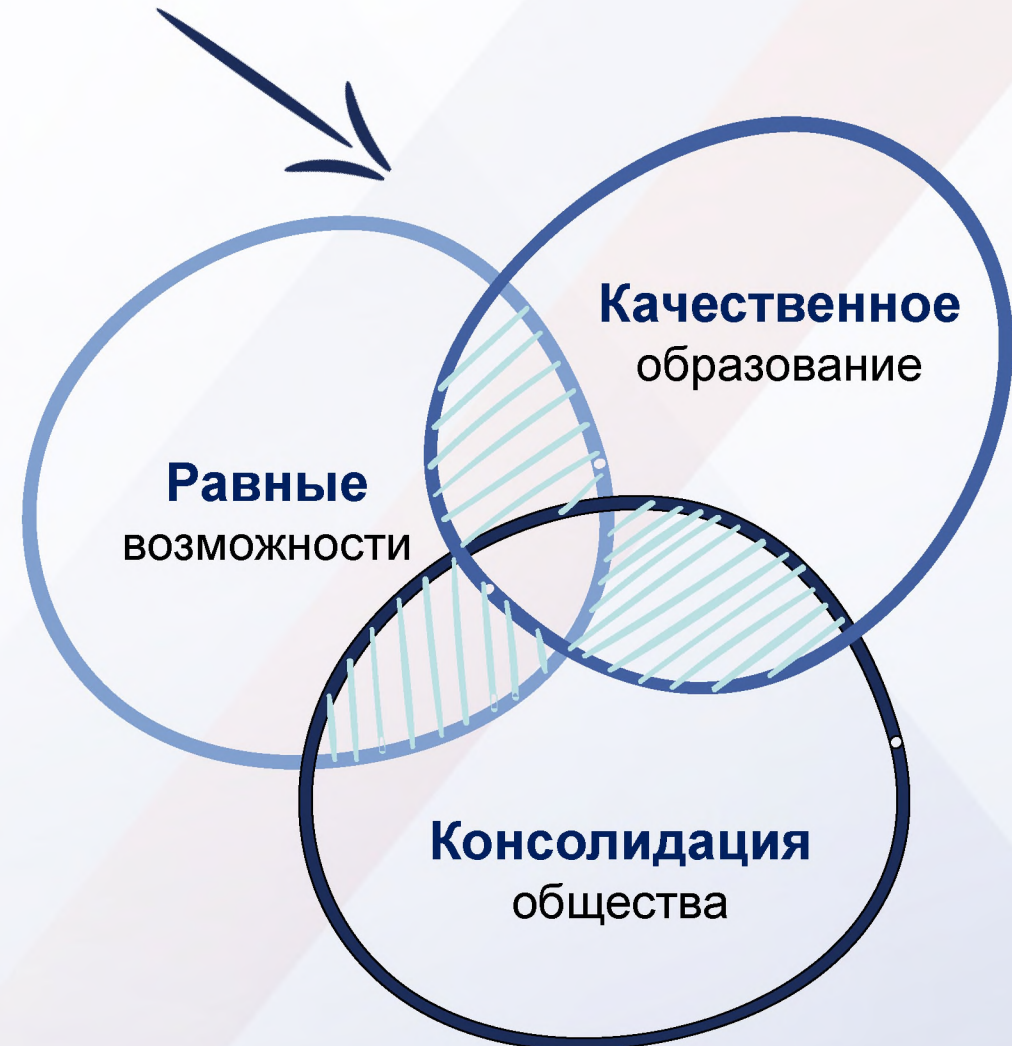 Качественное
образование
Равные
возможности
Консолидация
общества